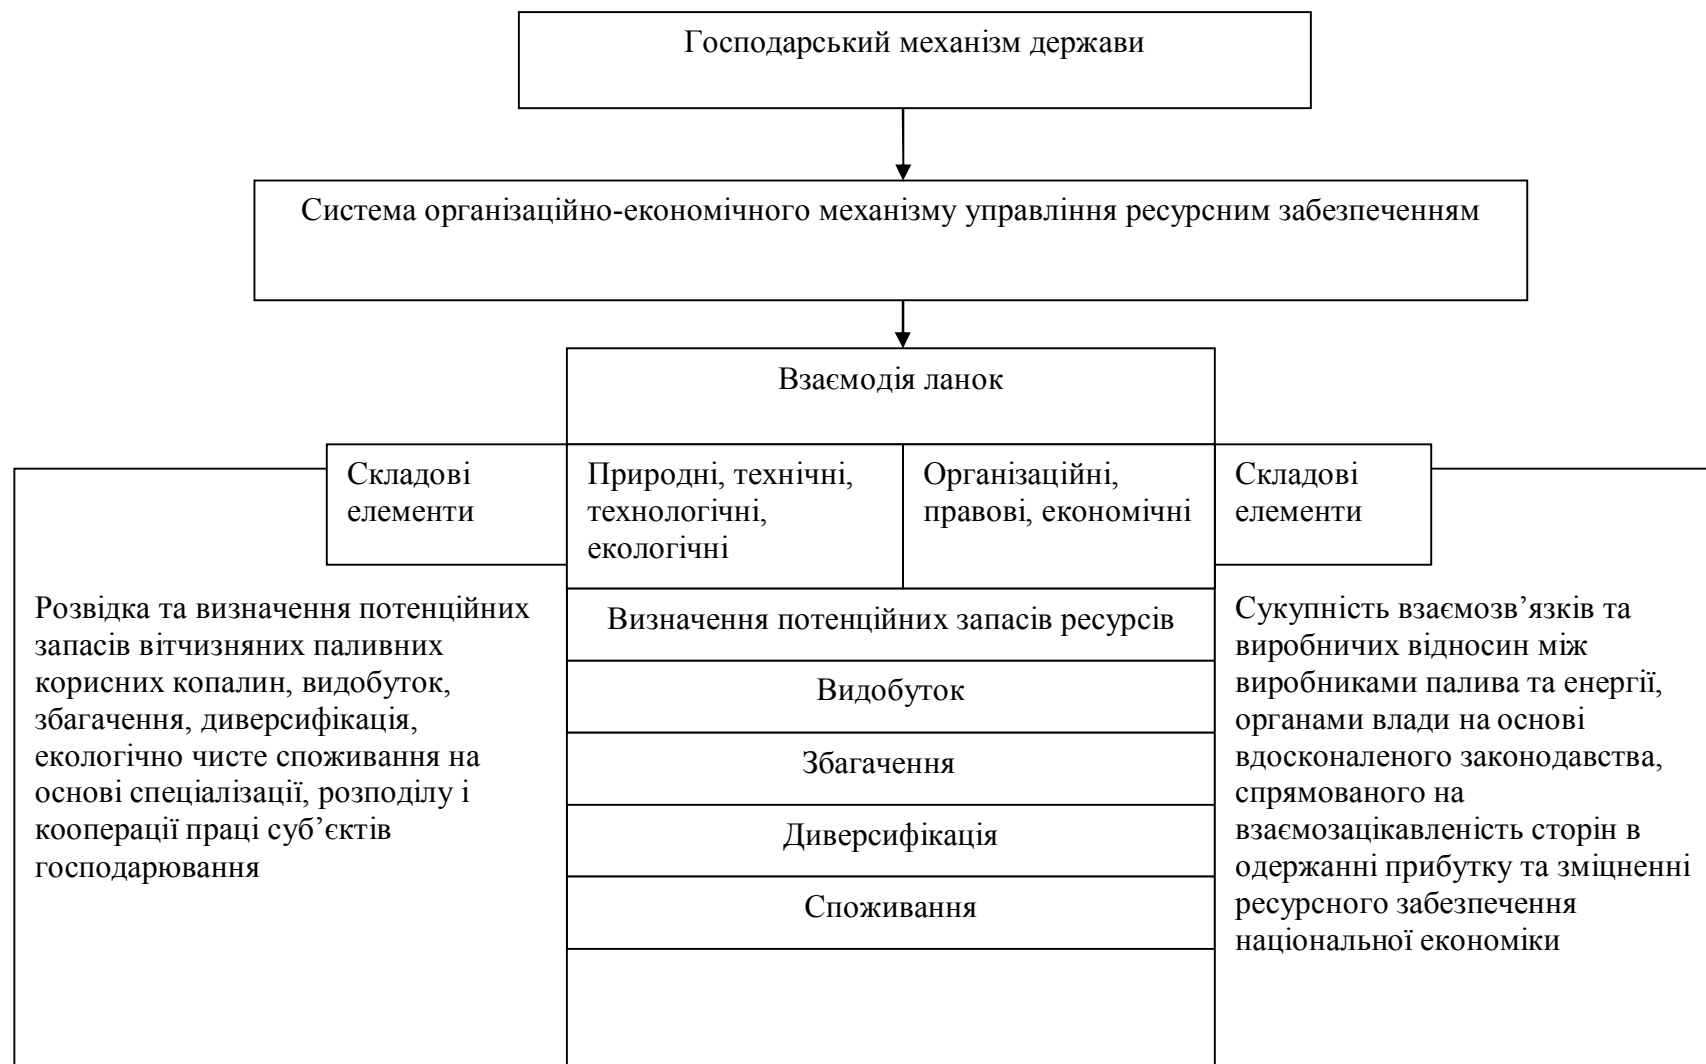 Господарський механізм держави
Система організаційно-економічного механізму управління ресурсним забезпеченням
Взаємодія ланок
Складові
елементи
Природні, технічні,
технологічні,
екологічні
Організаційні,
правові, економічні
Складові
елементи
Розвідка та визначення потенційних
запасів вітчизняних паливних
корисних копалин, видобуток,
збагачення, диверсифікація,
екологічно чисте споживання на
основі спеціалізації, розподілу і
кооперації праці суб’єктів
господарювання
Визначення потенційних запасів ресурсів
Видобуток
Збагачення
Диверсифікація
Споживання
Сукупність взаємозв’язків та
виробничих відносин між
виробниками палива та енергії,
органами влади на основі
вдосконаленого законодавства,
спрямованого на
взаємозацікавленість сторін в
одержанні прибутку та зміцненні
ресурсного забезпечення
національної економіки